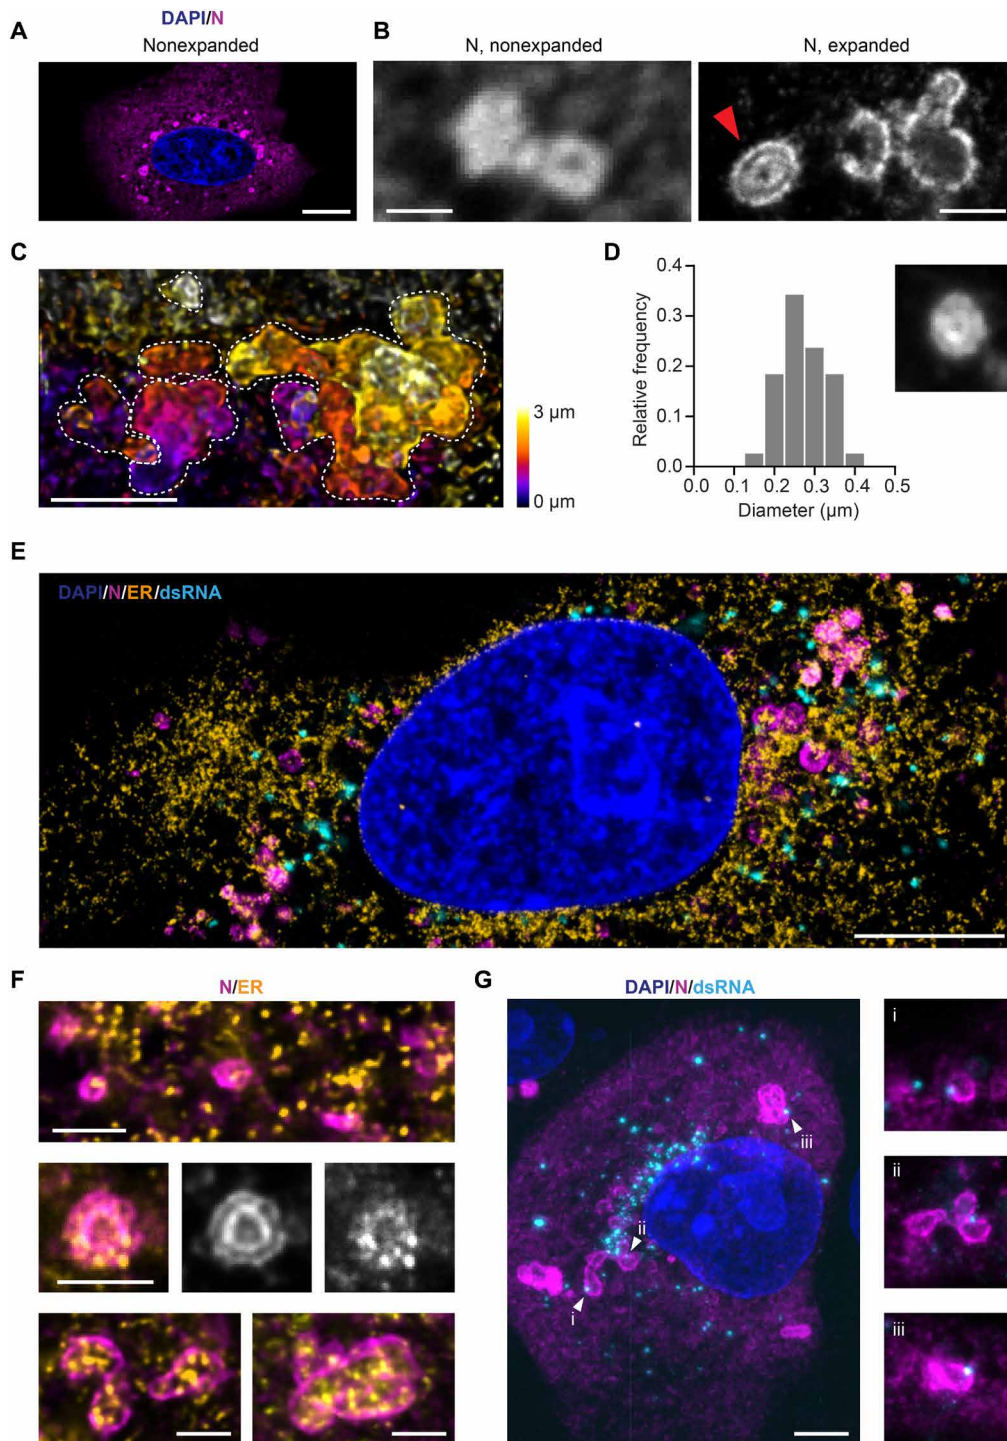 DAPI/N
A
Nonexpanded
B
N, nonexpanded
N, expanded
C
3 µm
0 µm
D
Relative frequency
0.4
0.3
0.2
0.1
0.0
0.0 0.1 0.2 0.3 0.4 0.5
Diameter (µm)
E
DAPI/N/ER/dsRNA
F
N/ER
G
DAPI/N/dsRNA
i
ii
iii
i
ii
iii